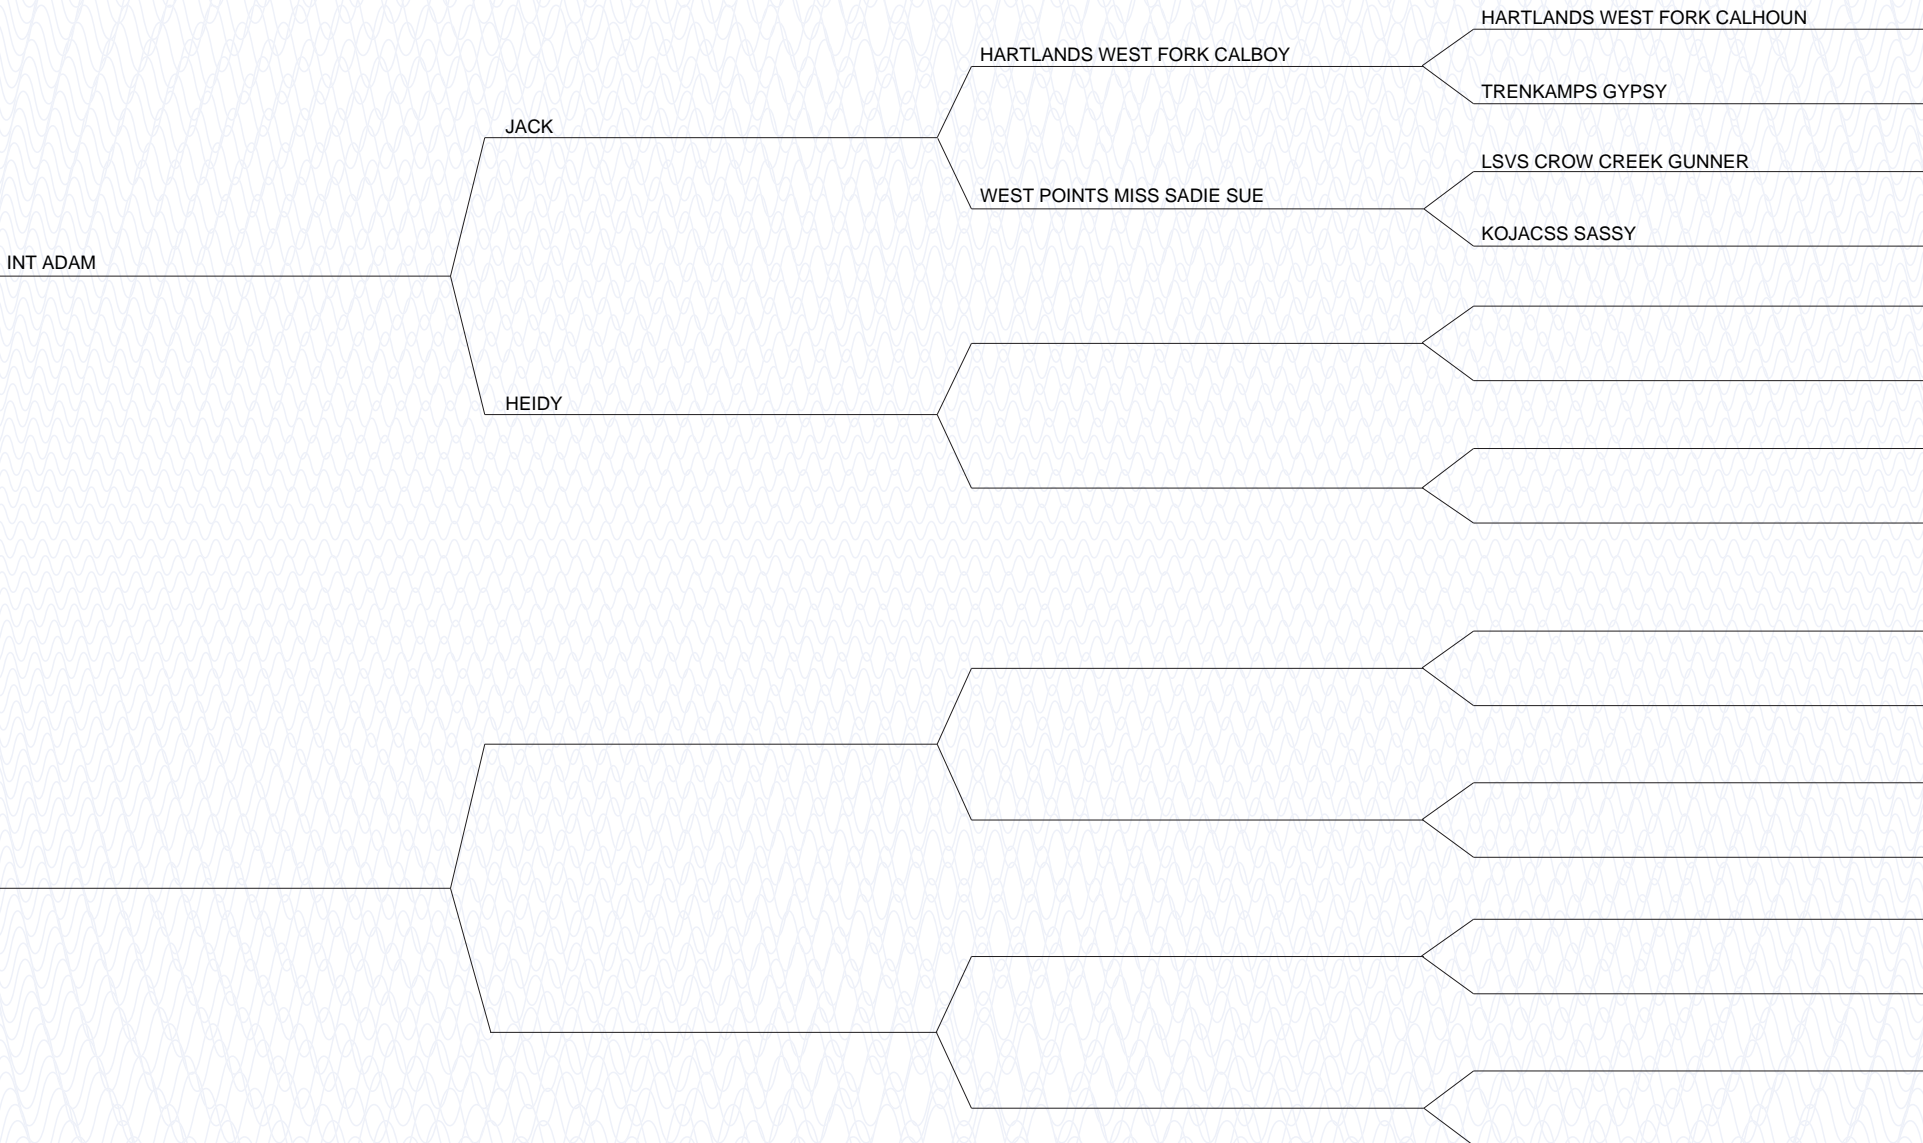 HARTLANDS WEST FORK CALHOUN
HARTLANDS WEST FORK CALBOY
TRENKAMPS GYPSY
JACK
LSVS CROW CREEK GUNNER
WEST POINTS MISS SADIE SUE
KOJACSS SASSY
INT ADAM
HEIDY